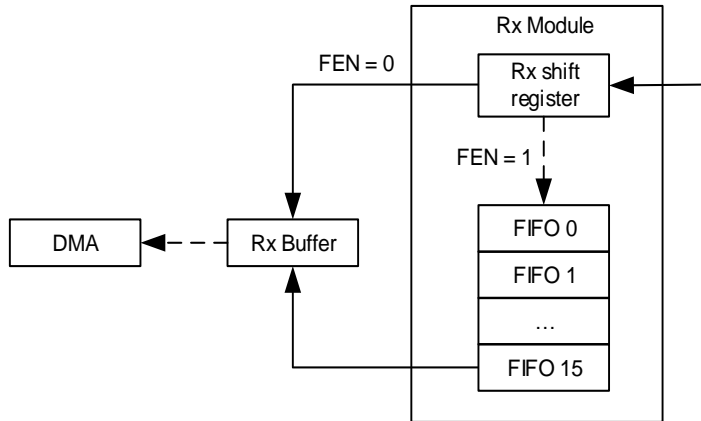 Rx Module
FEN = 0
Rx shift
register
FEN = 1
FIFO 0
DMA
Rx Buffer
FIFO 1
...
FIFO 15